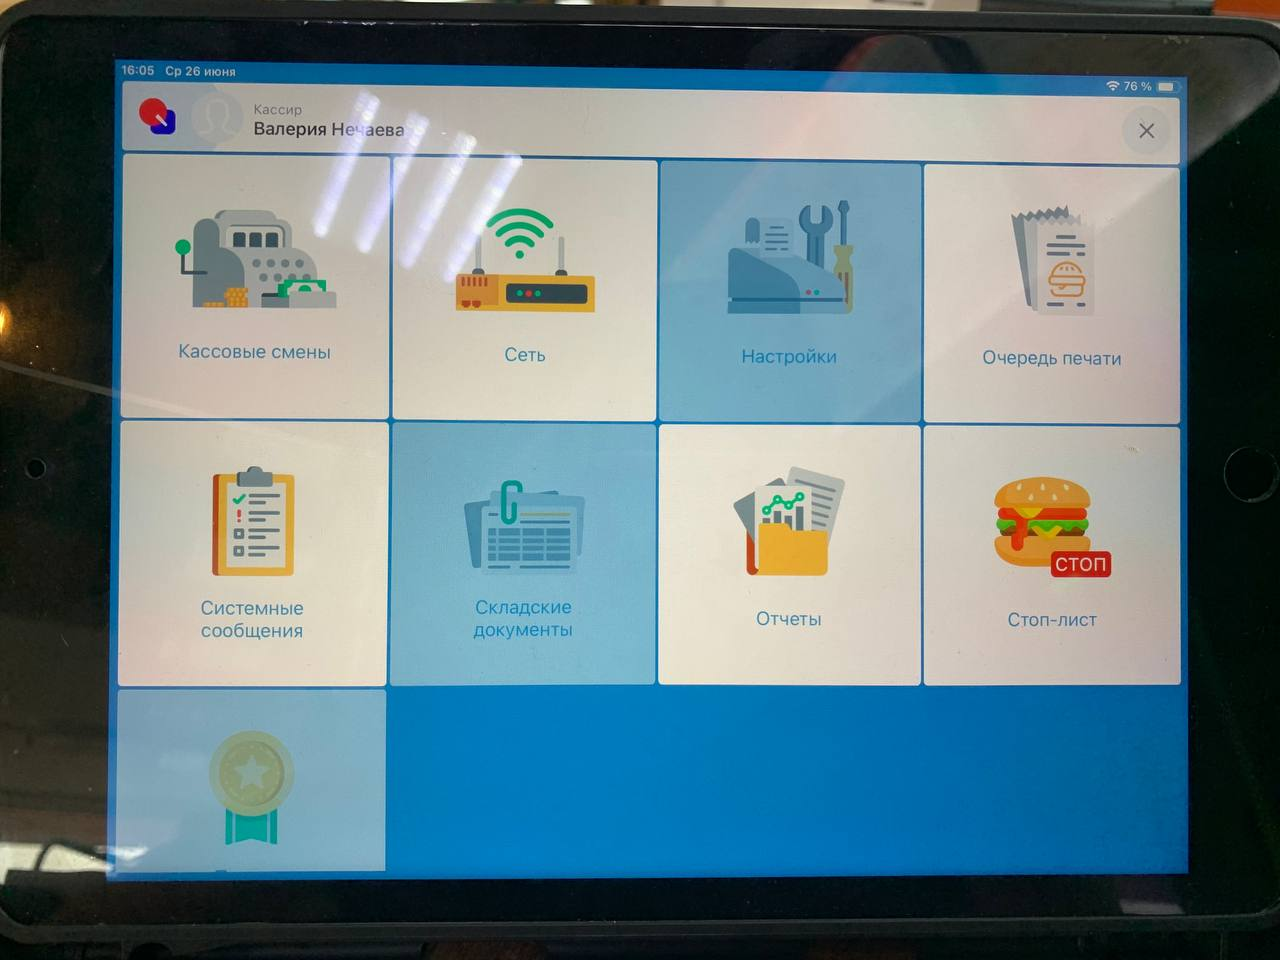 16:05 Ср 26 июня
76 %
Кассир
Валерия Нечаева
Кассовые смены
Сеть
Настройки
Очередь печати
Системные
сообщения
Складские
документы
Отчеты
СТОП
Стоп-лист